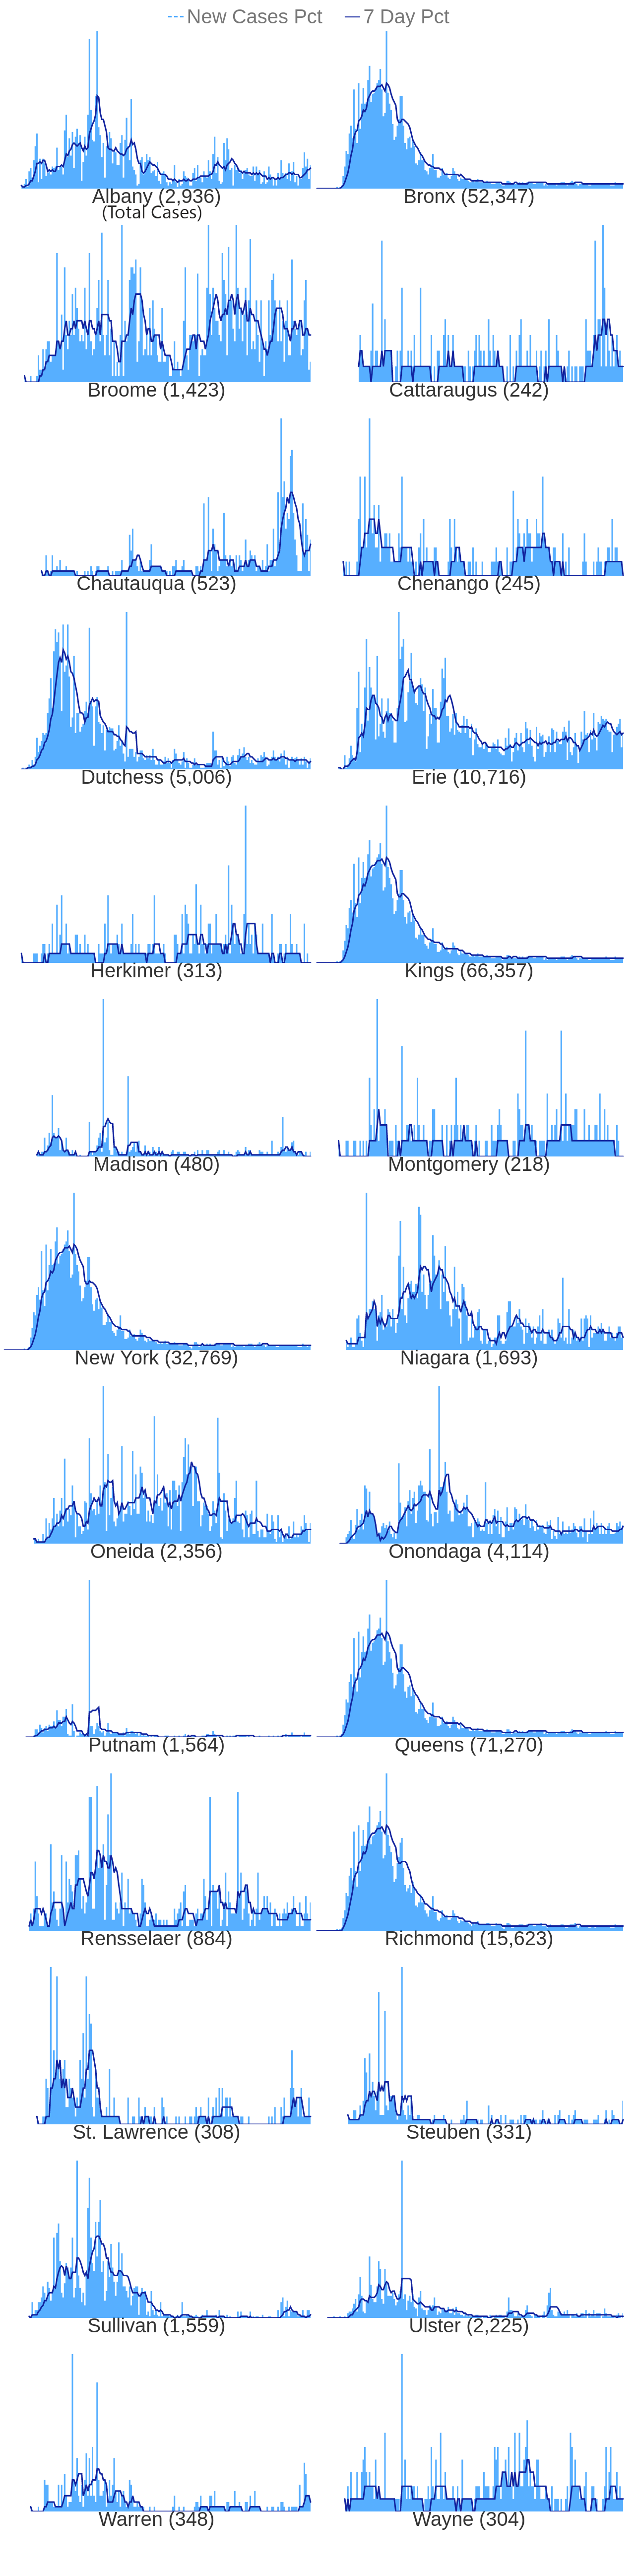 New Cases Pct 7 Day Pct
Albany (2,936) Bronx (52,347)
(Total Cases)
Broome (1,423) Cattaraugus (242)
Chautauqua (523) Chenango (245)
Dutchess (5,006) Erie (10,716)
Herkimer (313) Kings (66,357)
Madison (480) Montgomery (218)
New York (32,769) Niagara (1,693)
Oneida (2,356) Onondaga (4,114)
Putnam (1,564) Queens (71,270)
Rensselaer (884) Richmond (15,623)
St. Lawrence (308) Steuben (331)
Sullivan (1,559) Ulster (2,225)
Warren (348) Wayne (304)